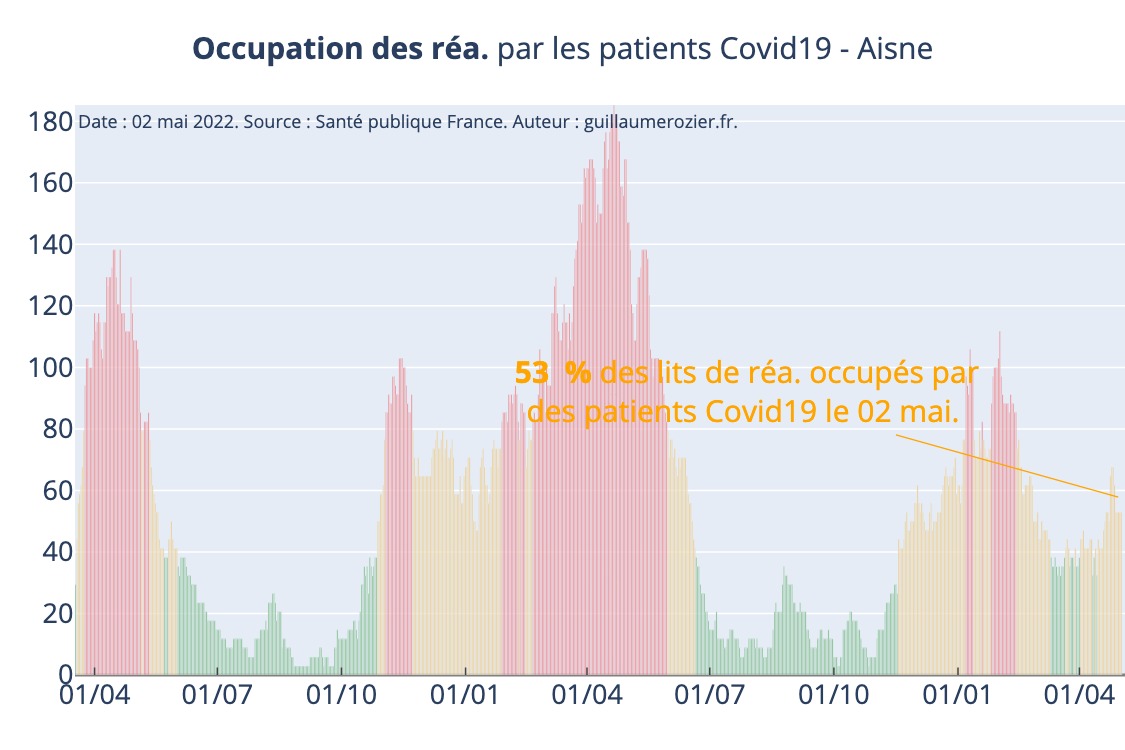 Occupation des réa. par les patients Covid19 - Aisne
180
Date : 02 mai 2022. Source : Santé publique France. Auteur : guillaumerozier.fr.
160
140
120
100
53 % des lits de réa. occupés par
des patients Covid19 le 02 mai.
80
60
40
20
0
01/04 01/07 01/10 01/01 01/04 01/07 01/10 01/01 01/04